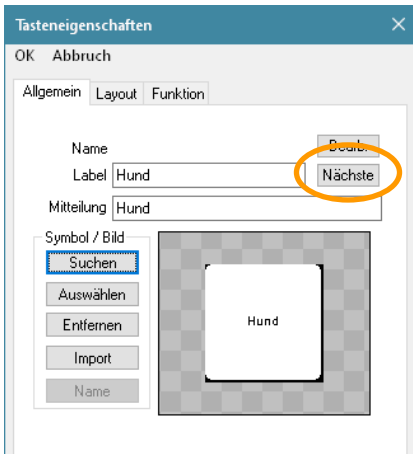 Tasteneigenschaften
OK Abbruch
Allgemein Layout Funktion
Name Bearb.
Label Hund Nächste
Mitteilung Hund
Symbol / Bild
Suchen
Auswählen
Hund
Entfernen
Import
Name